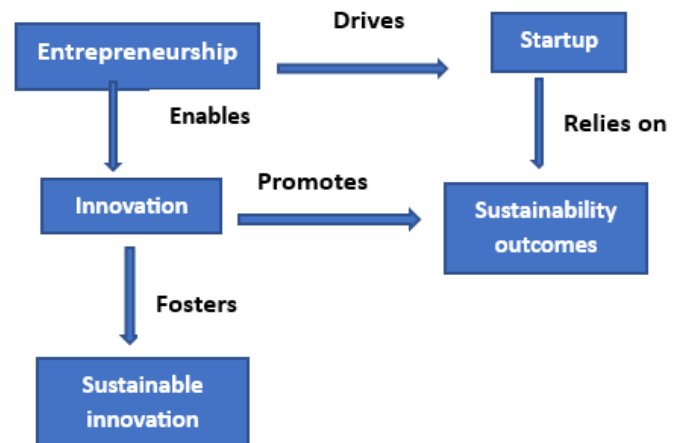 Drives
Entrepreneurship
Startup
Enables
Relies on
Promotes
Innovation
Sustainability
outcomes
Fosters
Sustainable
innovation